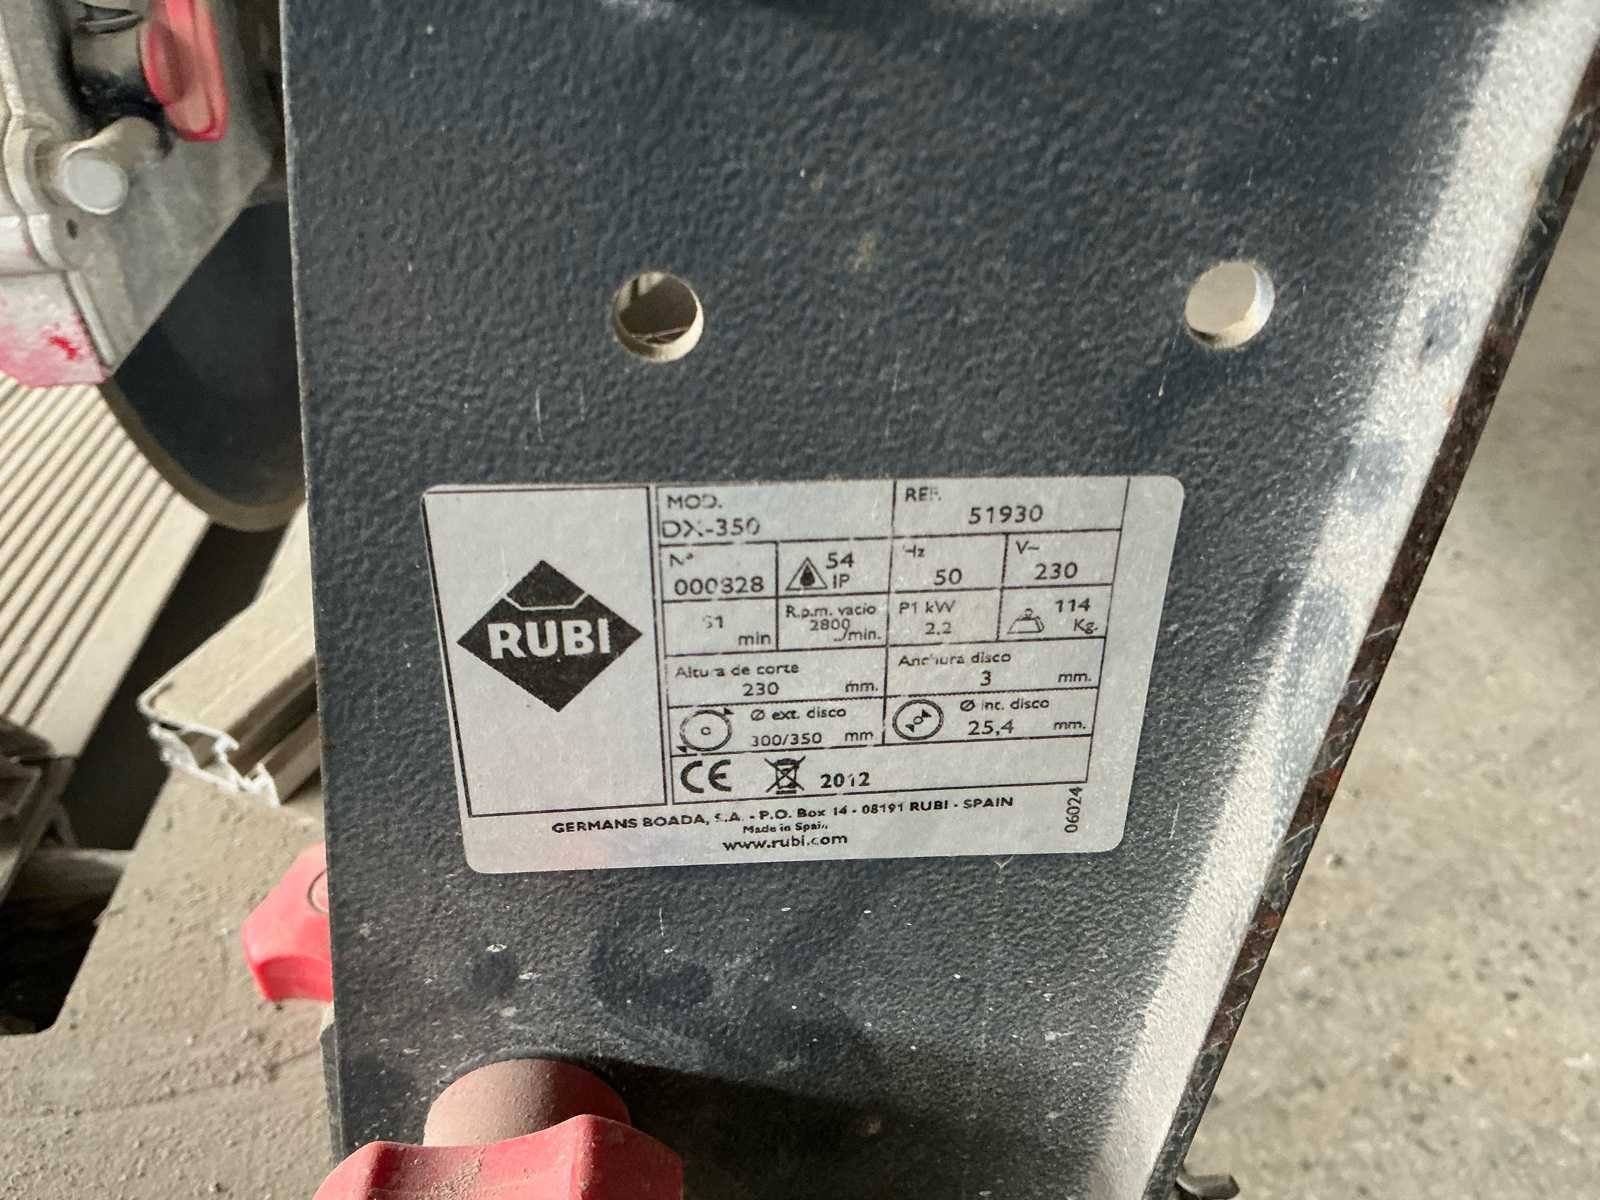 RUBI
MOD.
DX-350
REF.
51930
Nº
000328
54
IP
Hz
50
V~
230
S1
min
R.p.m. vacio
2800
/min.
P1 kW
2.2
114
Kg.
Altura de corte
230 mm.
Anchura disco
3 mm.
Ø ext. disco
300/350 mm
Ø int. disco
25,4 mm.
CE 2012
GERMANS BOADA, S.A. - P.O. Box 14 - 08191 RUBI - SPAIN
Made in Spain
www.rubi.com
06024